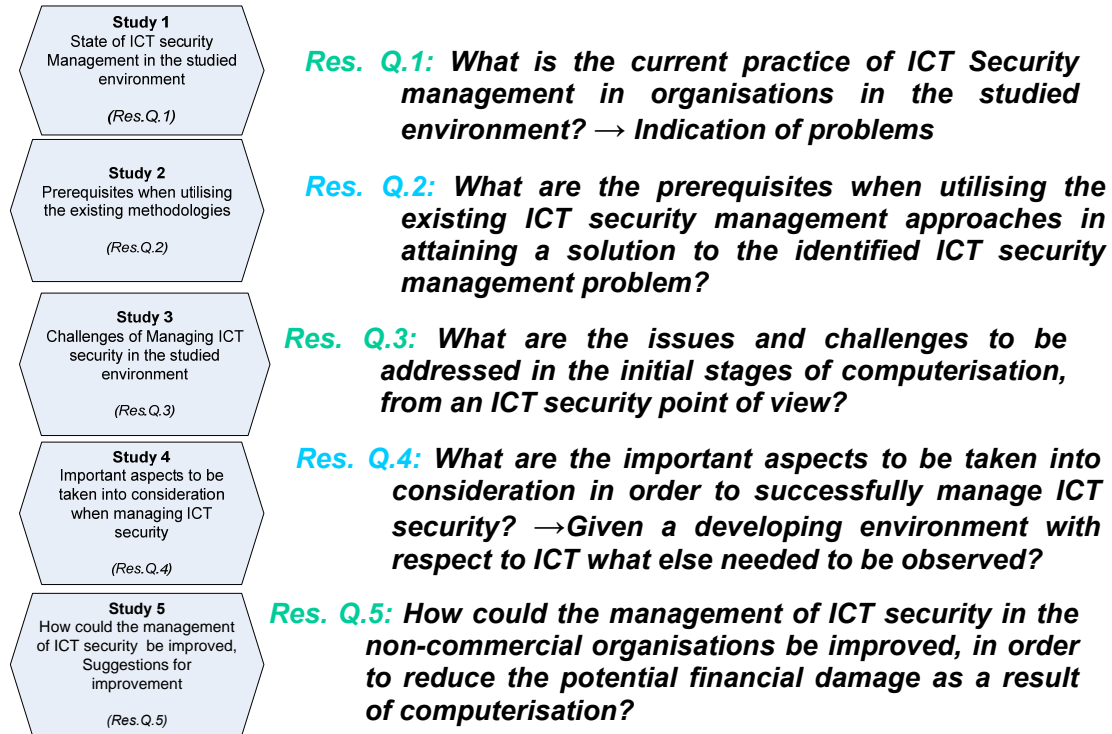 Study 1
State of ICT security
Management in the studied
environment
(Res.Q.1)
Res. Q.1: What is the current practice of ICT Security
management in organisations in the studied
environment? → Indication of problems
Study 2
Prerequisites when utilising
the existing methodologies
(Res.Q.2)
Res. Q.2: What are the prerequisites when utilising the
existing ICT security management approaches in
attaining a solution to the identified ICT security
management problem?
Study 3
Challenges of Managing ICT
security in the studied
environment
(Res.Q.3)
Res. Q.3: What are the issues and challenges to be
addressed in the initial stages of computerisation,
from an ICT security point of view?
Study 4
Important aspects to be
taken into consideration
when managing ICT
security
(Res.Q.4)
Res. Q.4: What are the important aspects to be taken into
consideration in order to successfully manage ICT
security? →Given a developing environment with
respect to ICT what else needed to be observed?
Study 5
How could the management
of ICT security be improved,
Suggestions for
improvement
(Res.Q.5)
Res. Q.5: How could the management of ICT security in the
non-commercial organisations be improved, in order
to reduce the potential financial damage as a result
of computerisation?